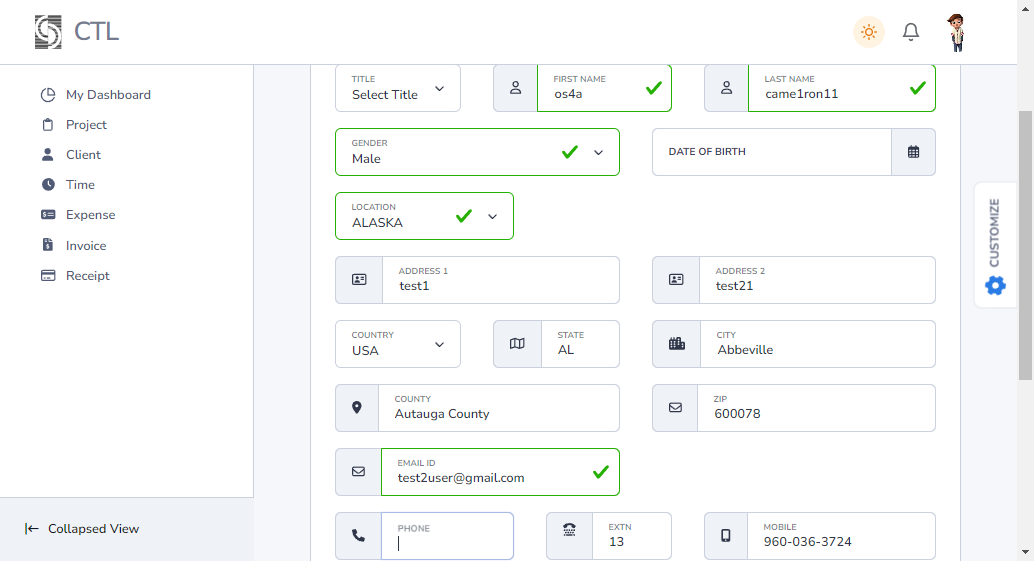 CTL
My Dashboard
Project
Client
Time
Expense
Invoice
Receipt
Collapsed View
TITLE
Select Title
FIRST NAME
os4a
LAST NAME
came1ron11
GENDER
Male
DATE OF BIRTH
LOCATION
ALASKA
ADDRESS 1
test1
ADDRESS 2
test21
COUNTRY
USA
STATE
AL
CITY
Abbeville
COUNTY
Autauga County
ZIP
600078
EMAIL ID
test2user@gmail.com
PHONE
EXTN
13
MOBILE
960-036-3724
CUSTOMIZE